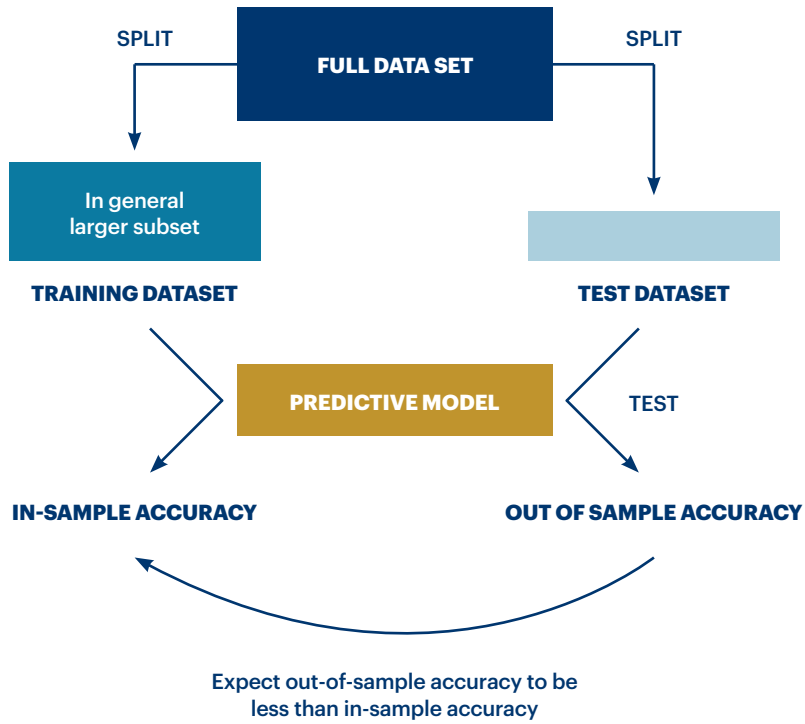 SPLIT
FULL DATA SET
SPLIT
In general
larger subset
TRAINING DATASET
TEST DATASET
PREDICTIVE MODEL
TEST
IN-SAMPLE ACCURACY
OUT OF SAMPLE ACCURACY
Expect out-of-sample accuracy to be
less than in-sample accuracy